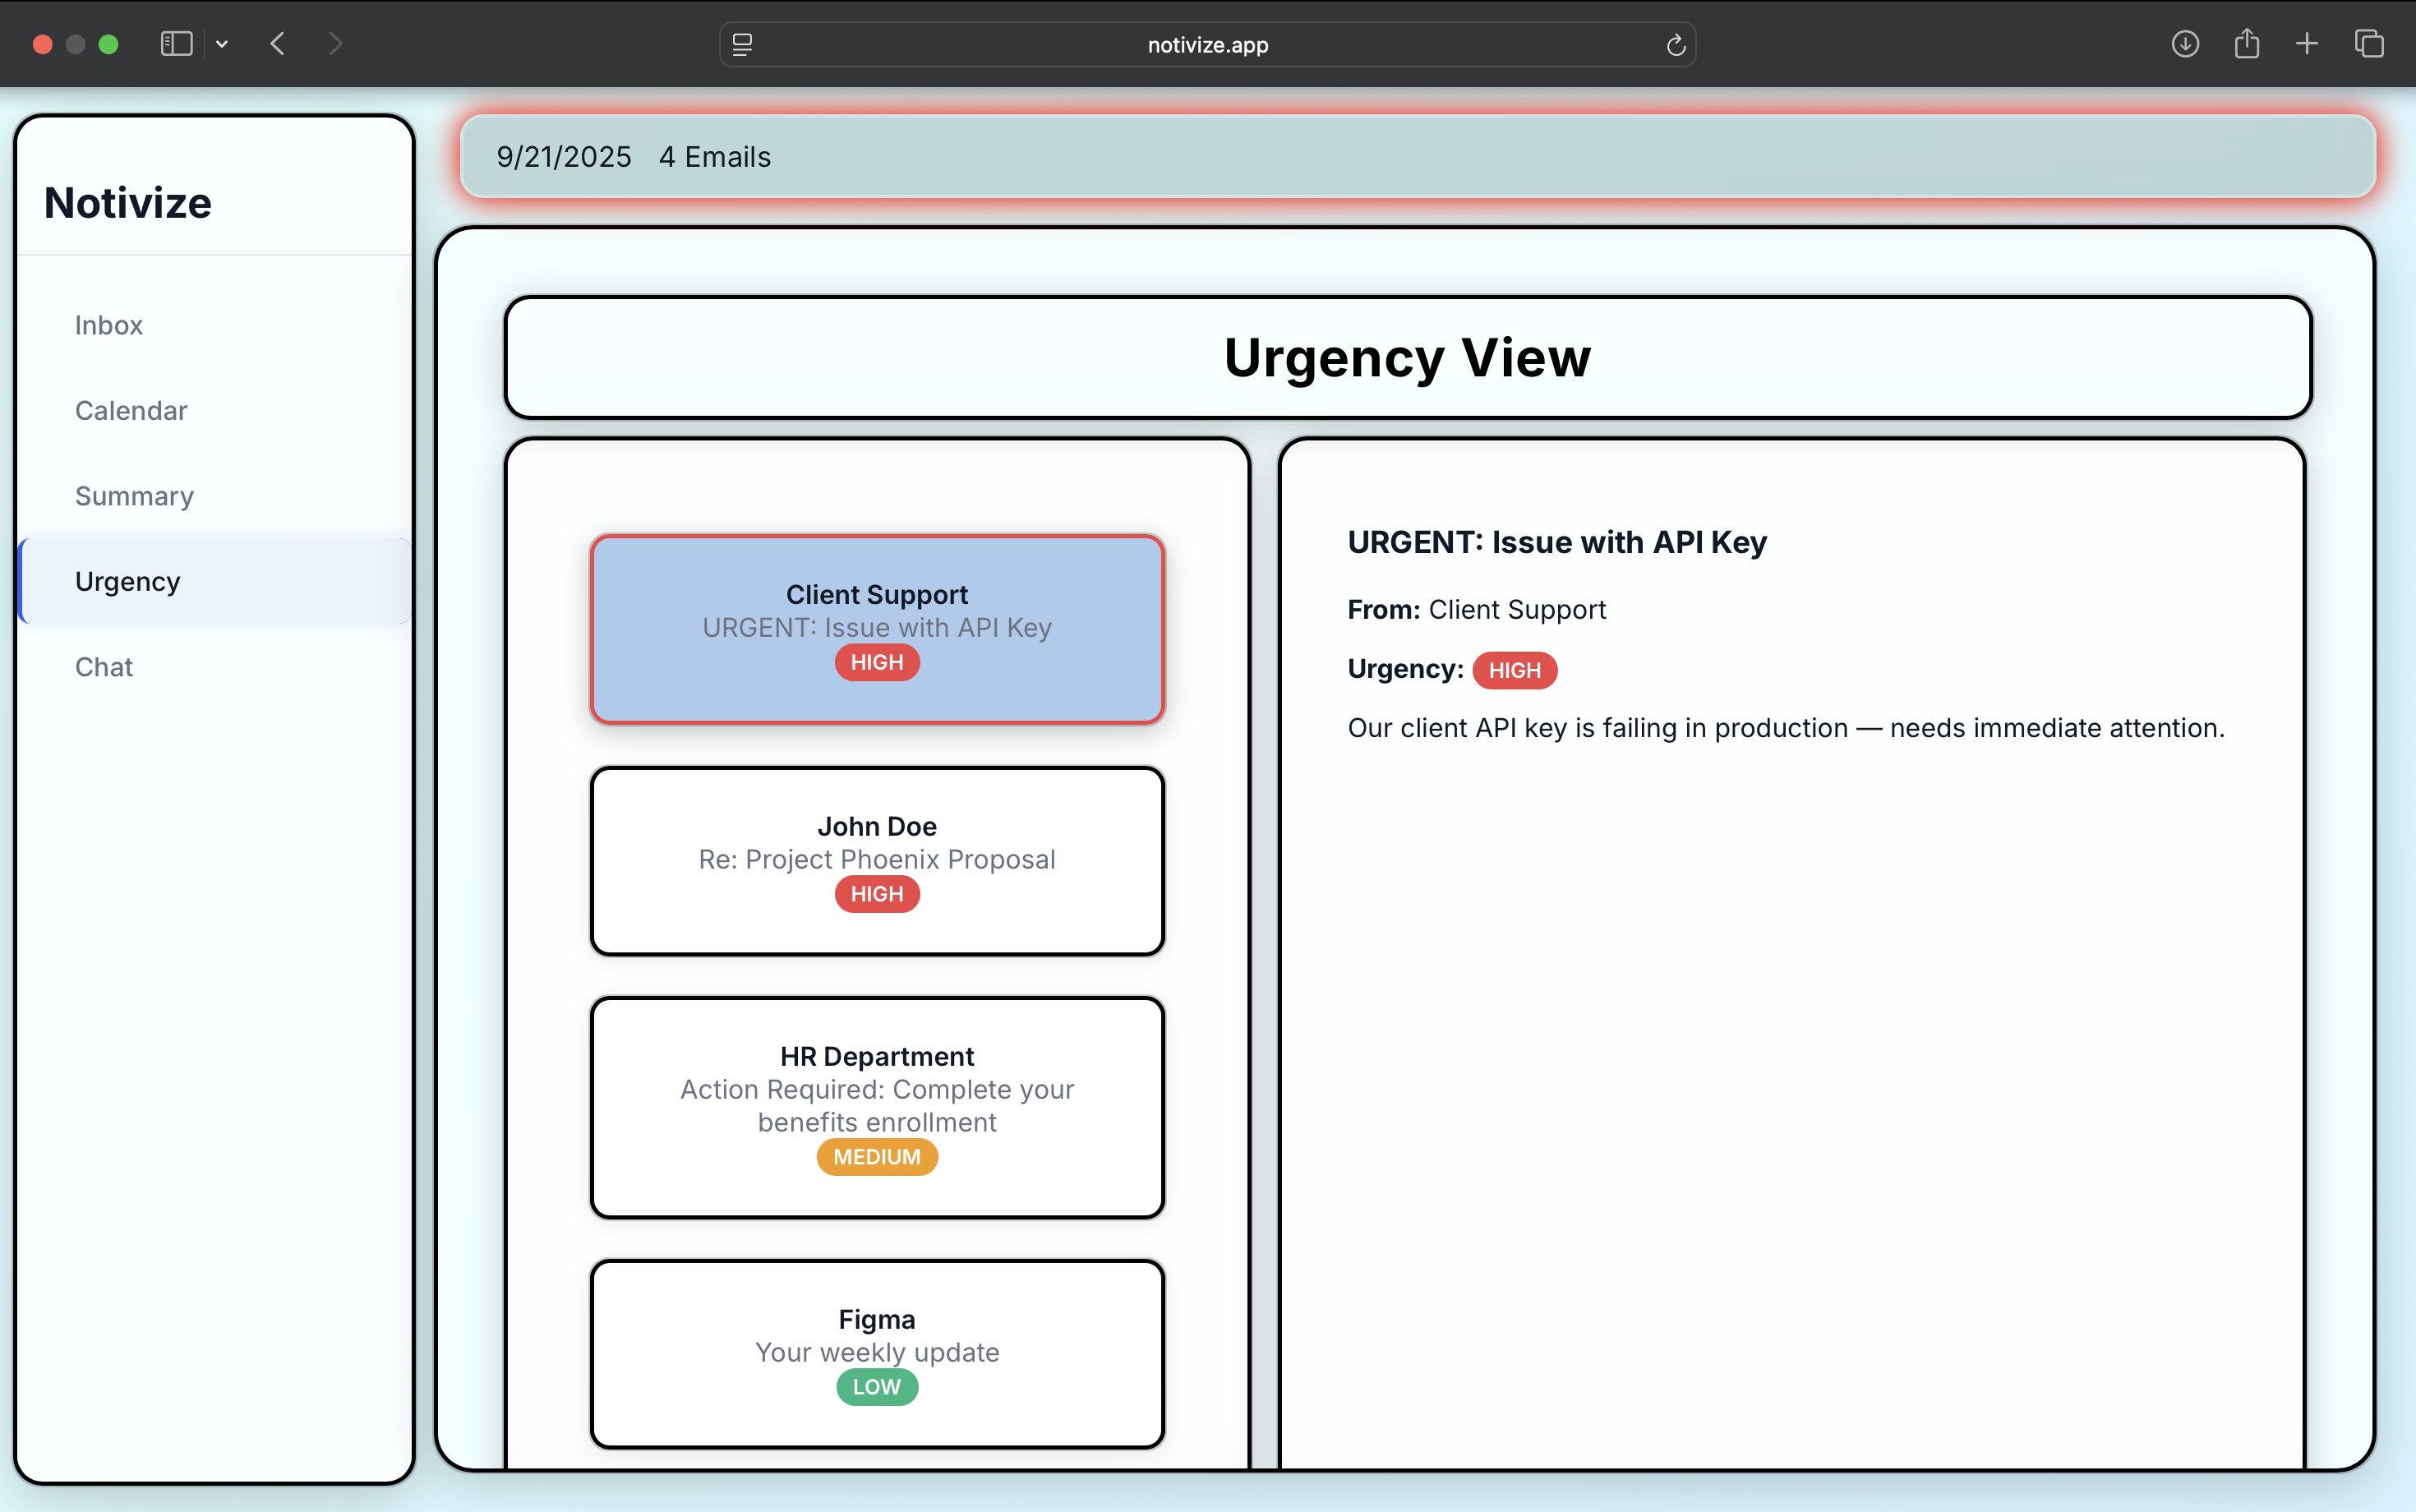 notivize.app
Notivize
Inbox
Calendar
Summary
Urgency
Chat
9/21/2025 4 Emails
Urgency View
Client Support
URGENT: Issue with API Key
HIGH
John Doe
Re: Project Phoenix Proposal
HIGH
HR Department
Action Required: Complete your
benefits enrollment
MEDIUM
Figma
Your weekly update
LOW
URGENT: Issue with API Key
From: Client Support
Urgency: HIGH
Our client API key is failing in production — needs immediate attention.